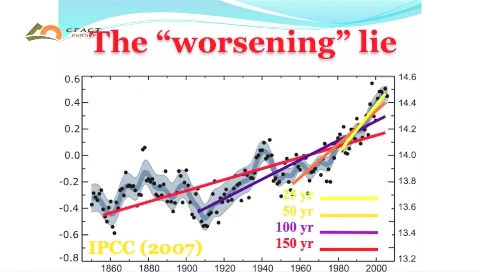 CFACT
EUROPE
The “worsening” lie
0.6
0.4
0.2
0.0
-0.2
-0.4
-0.6
-0.8
14.6
14.4
14.2
14.0
13.8
13.6
13.4
13.2
25 yr
50 yr
100 yr
150 yr
IPCC (2007)
1860 1880 1900 1920 1940 1960 1980 2000